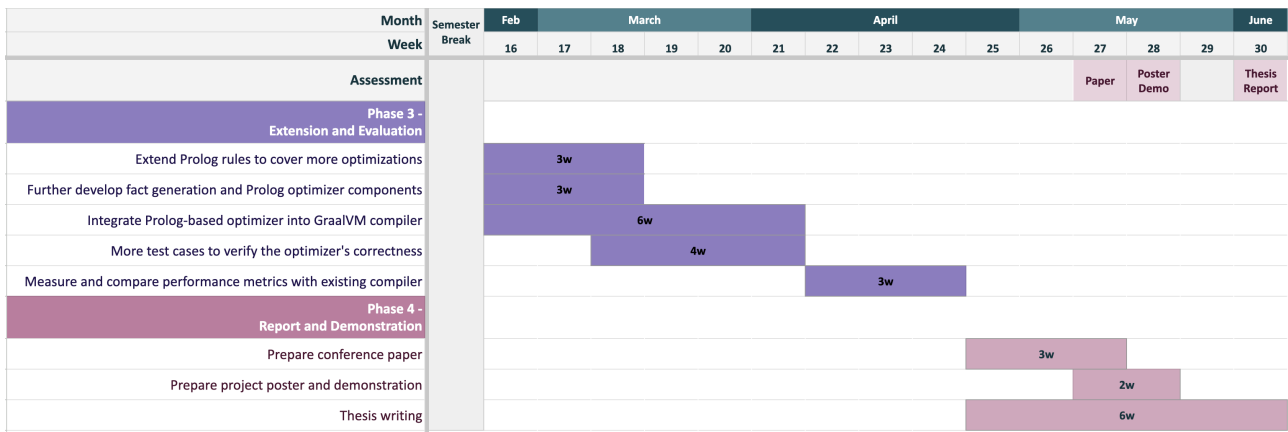 Month Semester Break Feb March April May June
Week 16 17 18 19 20 21 22 23 24 25 26 27 28 29 30
Assessment Paper Poster Demo Thesis Report
Phase 3 -
Extension and Evaluation
Extend Prolog rules to cover more optimizations 3w
Further develop fact generation and Prolog optimizer components 3w
Integrate Prolog-based optimizer into GraalVM compiler 6w
More test cases to verify the optimizer's correctness 4w
Measure and compare performance metrics with existing compiler 3w
Phase 4 -
Report and Demonstration
Prepare conference paper 3w
Prepare project poster and demonstration 2w
Thesis writing 6w